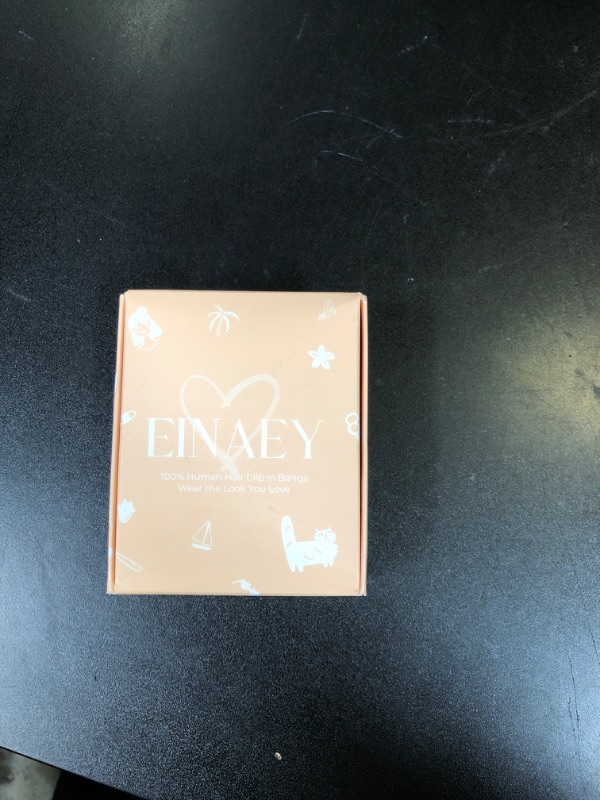 EINAEY
100% Human Hair Clip In Bangs
Wear the Look You Love